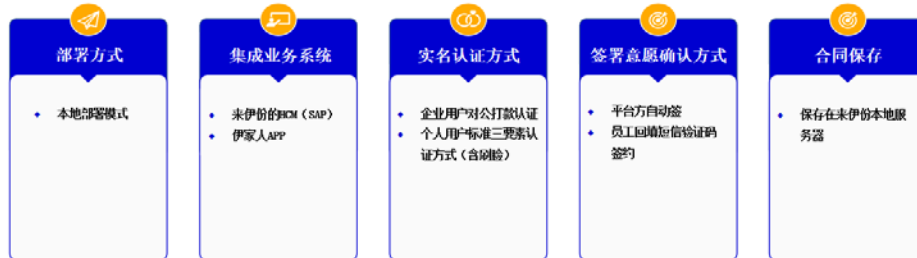 部署方式
本地部署模式
集成业务系统
来伊份的HCM（SAP）
伊家人APP
实名认证方式
企业用户对公打款认证
个人用户标准三要素认
证方式（含刷脸）
签署意愿确认方式
平台方自动签
员工回填短信验证码
签约
合同保存
保存在来伊份本地服
务器